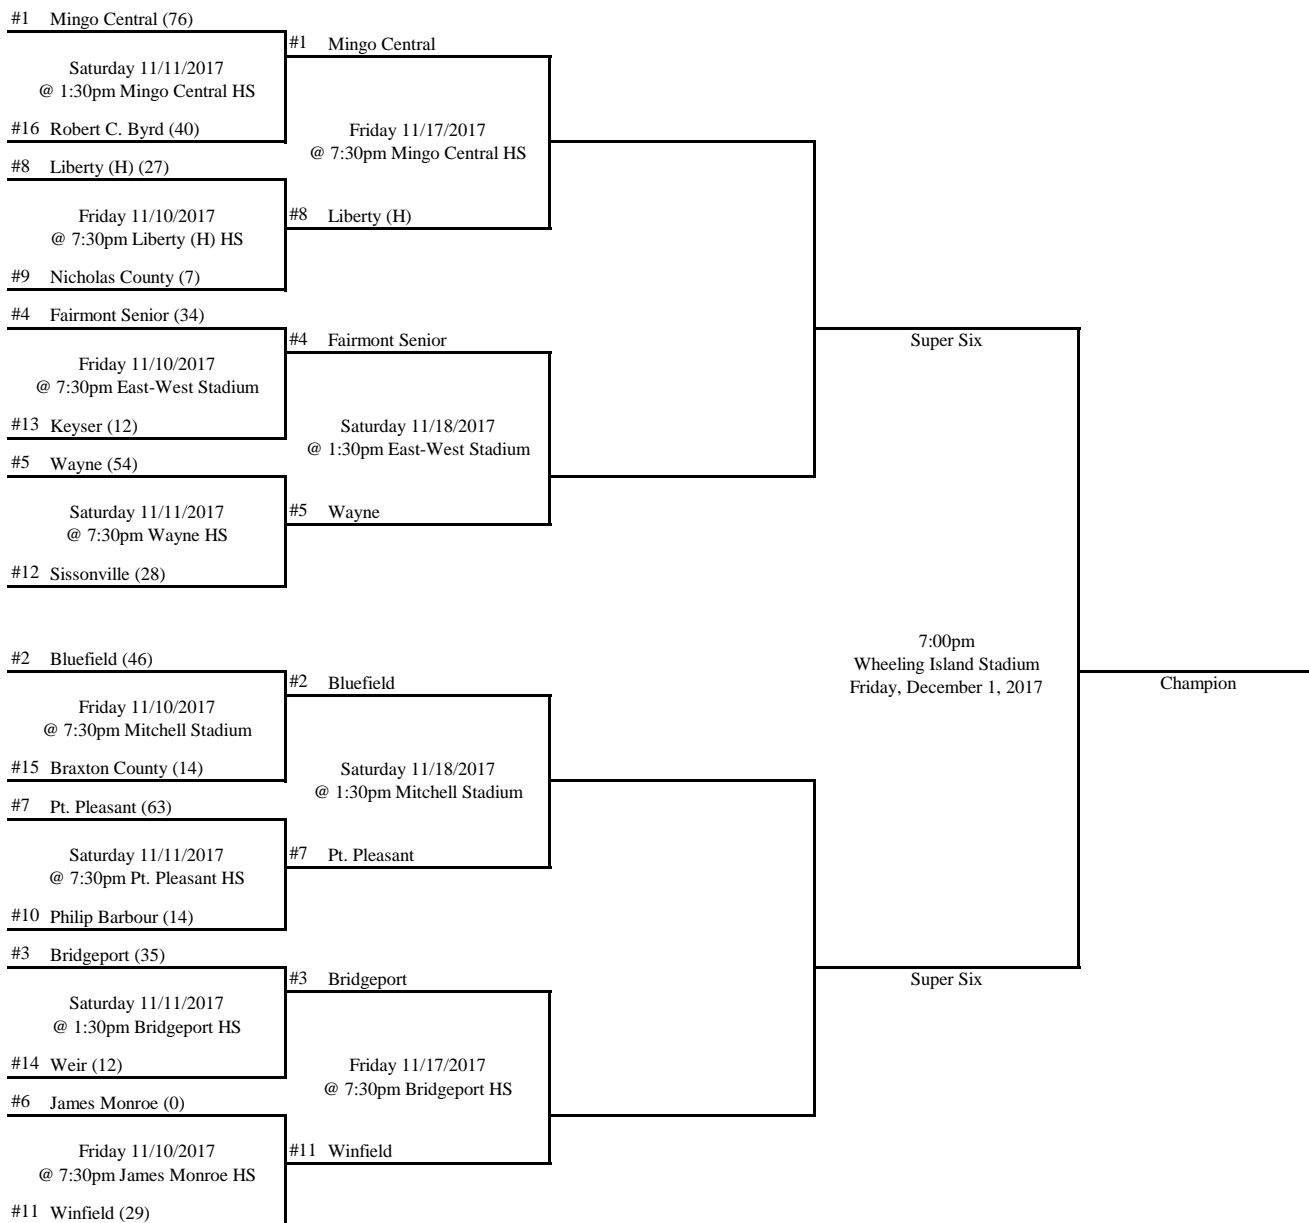 #1 Mingo Central (76)
Saturday 11/11/2017
@ 1:30pm Mingo Central HS
#16 Robert C. Byrd (40)
#8 Liberty (H) (27)
Friday 11/10/2017
@ 7:30pm Liberty (H) HS
#9 Nicholas County (7)
#4 Fairmont Senior (34)
Friday 11/10/2017
@ 7:30pm East-West Stadium
#13 Keyser (12)
#5 Wayne (54)
Saturday 11/11/2017
@ 7:30pm Wayne HS
#12 Sissonville (28)
#2 Bluefield (46)
Friday 11/10/2017
@ 7:30pm Mitchell Stadium
#15 Braxton County (14)
#7 Pt. Pleasant (63)
Saturday 11/11/2017
@ 7:30pm Pt. Pleasant HS
#10 Philip Barbour (14)
#3 Bridgeport (35)
Saturday 11/11/2017
@ 1:30pm Bridgeport HS
#14 Weir (12)
#6 James Monroe (0)
Friday 11/10/2017
@ 7:30pm James Monroe HS
#11 Winfield (29)
#1 Mingo Central
Friday 11/17/2017
@ 7:30pm Mingo Central HS
#8 Liberty (H)
#4 Fairmont Senior
Saturday 11/18/2017
@ 1:30pm East-West Stadium
#5 Wayne
#2 Bluefield
Saturday 11/18/2017
@ 1:30pm Mitchell Stadium
#7 Pt. Pleasant
#3 Bridgeport
Friday 11/17/2017
@ 7:30pm Bridgeport HS
#11 Winfield
Super Six
7:00pm
Wheeling Island Stadium
Friday, December 1, 2017
Super Six
Champion